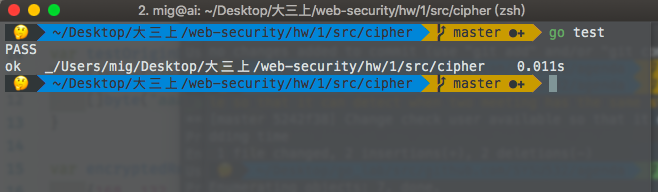 2. mig@ai: ~/Desktop/大三上/web-security/hw/1/src/cipher (zsh)
🤔 ~/Desktop/大三上/web-security/hw/1/src/cipher master ●+ go test
PASS
ok _/Users/mig/Desktop/大三上/web-security/hw/1/src/cipher 0.011s
🤔 ~/Desktop/大三上/web-security/hw/1/src/cipher master ●+